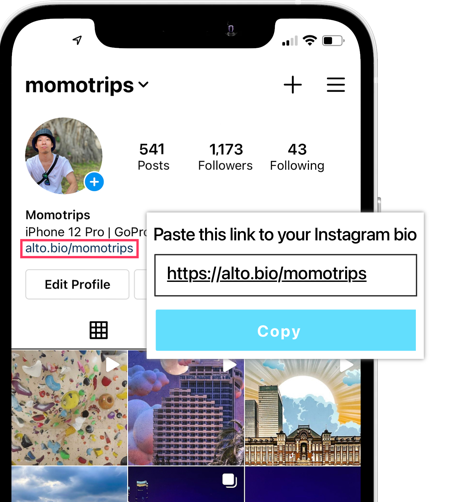 momotrips
541
1,173
43
Posts
Followers
Following
Momotrips
iPhone 12 Pro | GoPro
alto.bio/momotrips
Paste this link to your Instagram bio
https://alto.bio/momotrips
Edit Profile
Copy